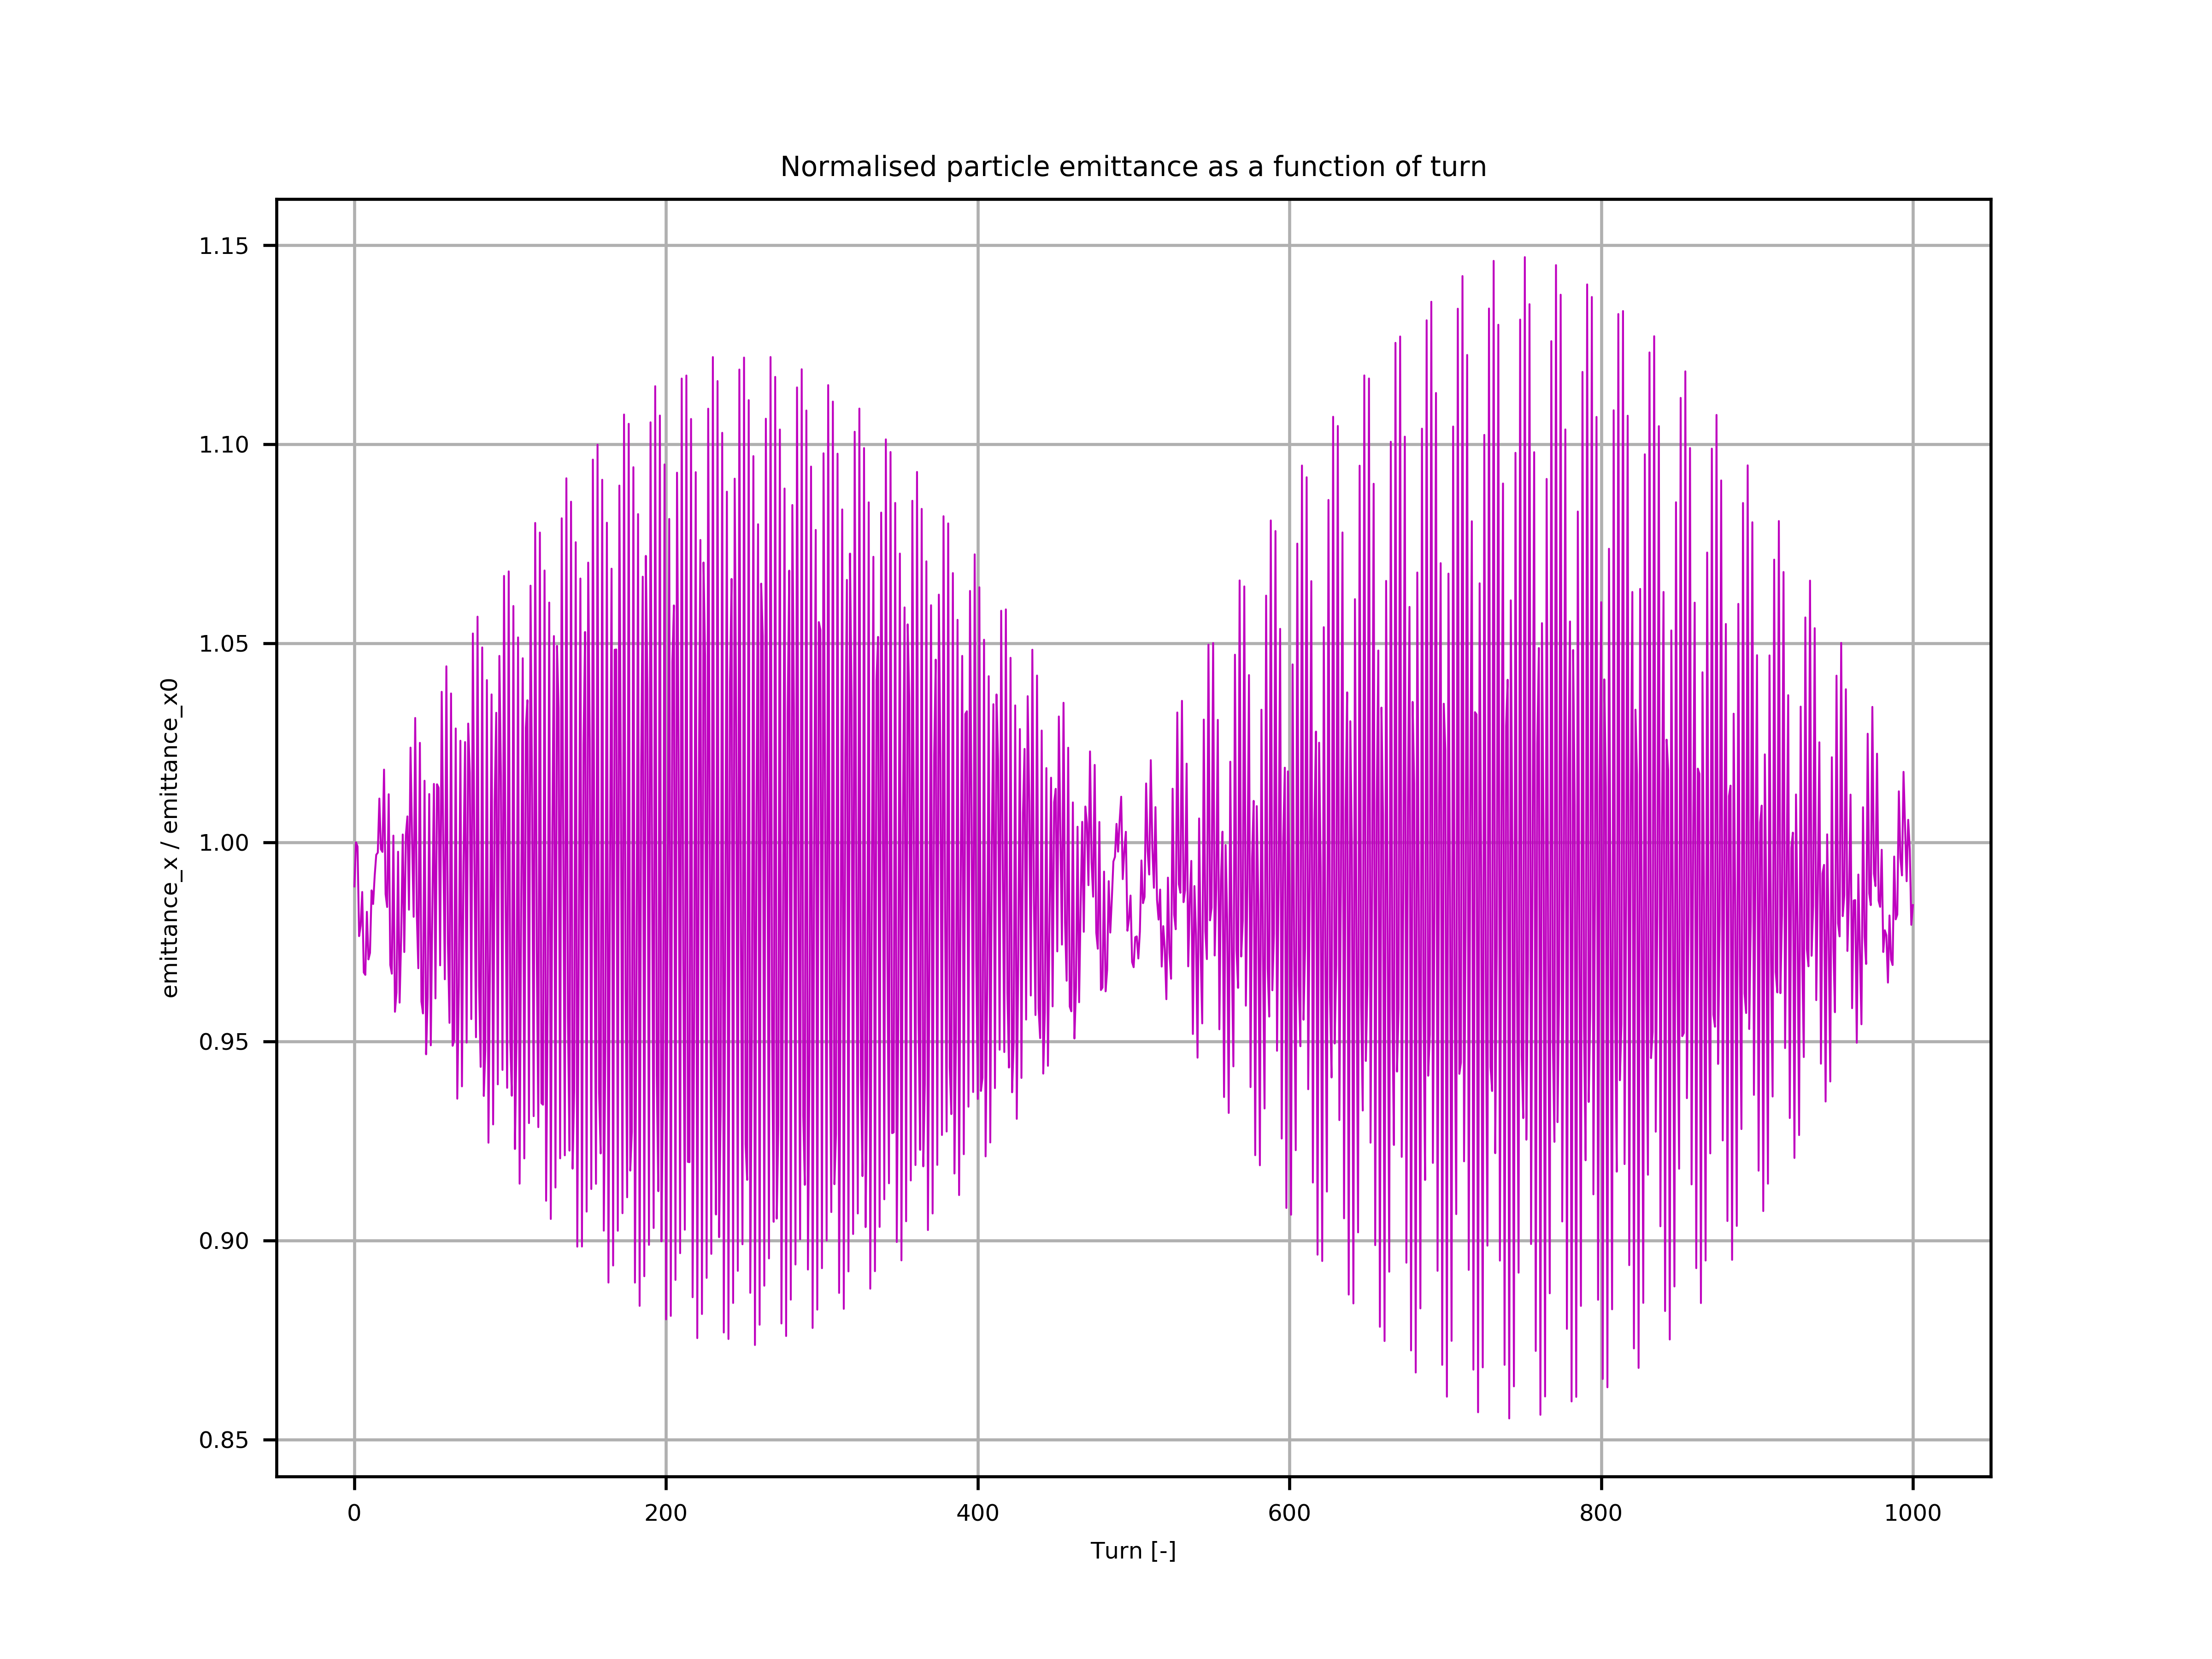 Normalised particle emittance as a function of turn
1.15
1.10
1.05
1.00
0.95
0.90
0.85
emittance_x / emittance_x0
0 200 400 600 800 1000
Turn [-]